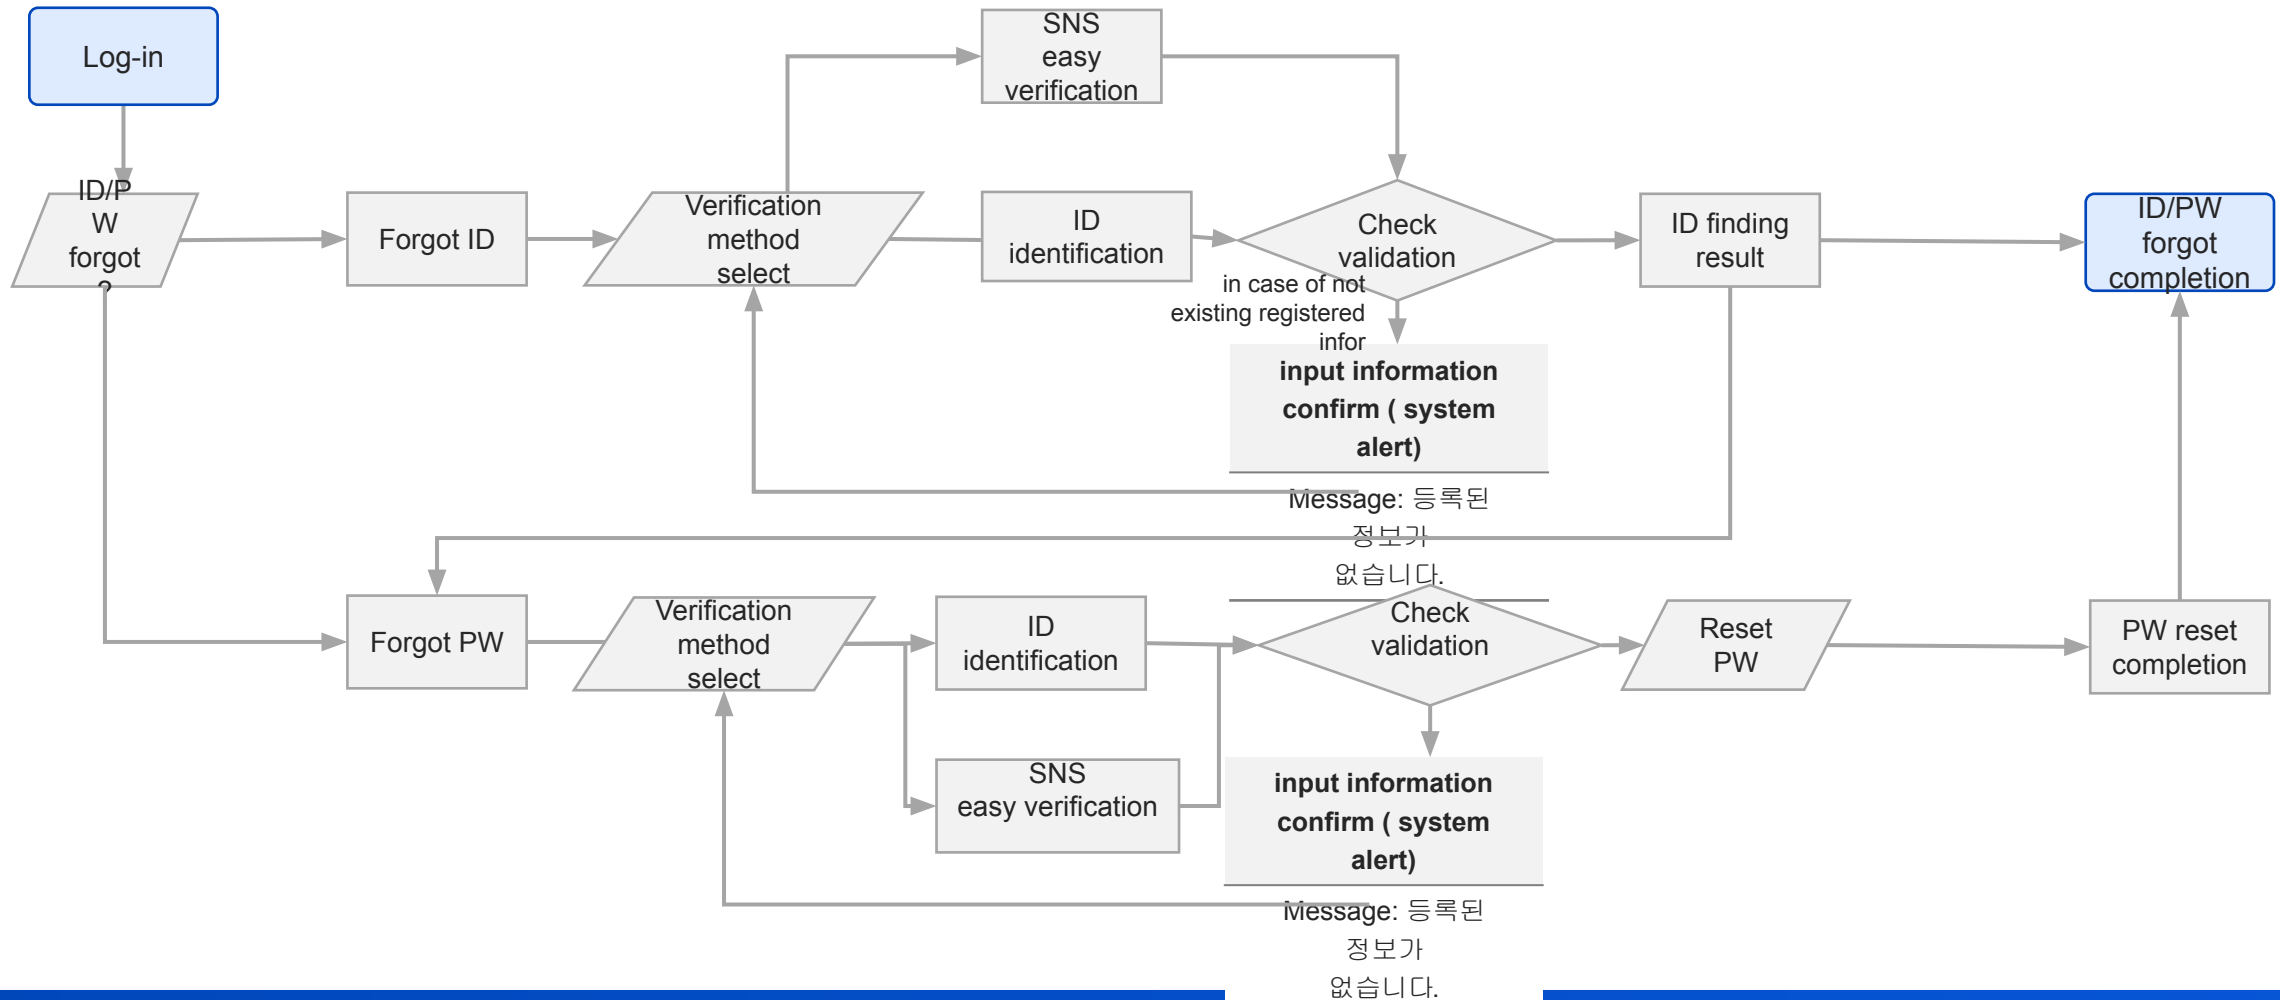 Log-in
SNS
easy
verification
ID/P
W
forgot
?
Forgot ID
Verification
method
select
ID
identification
Check
validation
ID finding
result
ID/PW
forgot
completion
in case of not
existing registered
infor
input information
confirm ( system
alert)
Message: 등록된
정보가
없습니다.
Forgot PW
Verification
method
select
ID
identification
Check
validation
Reset
PW
PW reset
completion
SNS
easy verification
input information
confirm ( system
alert)
Message: 등록된
정보가
없습니다.